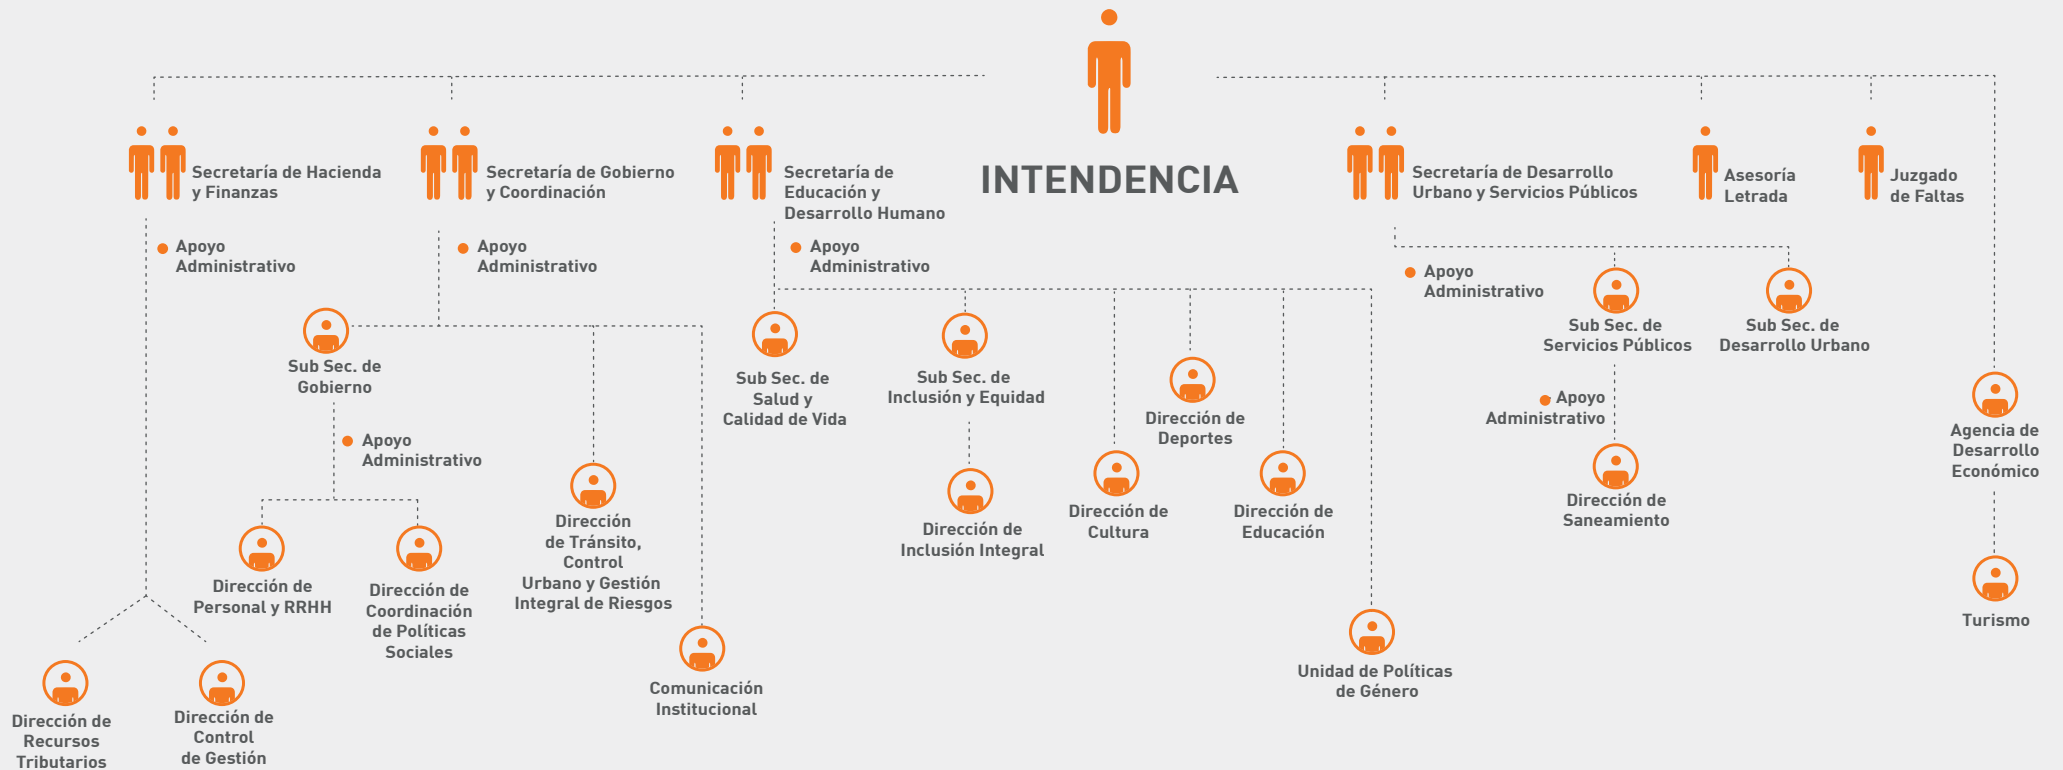 INTENDENCIA
Secretaría de Hacienda
y Finanzas
Apoyo
Administrativo
Dirección de
Recursos
Tributarios
Dirección de
Control
de Gestión
Secretaría de Gobierno
y Coordinación
Apoyo
Administrativo
Sub Sec. de
Gobierno
Apoyo
Administrativo
Dirección de
Personal y RRHH
Dirección de
Coordinación
de Políticas
Sociales
Dirección
de Tránsito,
Control
Urbano y Gestión
Integral de Riesgos
Comunicación
Institucional
Secretaría de
Educación y
Desarrollo Humano
Apoyo
Administrativo
Sub Sec. de
Salud y
Calidad de Vida
Sub Sec. de
Inclusión y Equidad
Dirección de
Inclusión Integral
Dirección de
Cultura
Dirección de
Deportes
Dirección de
Educación
Unidad de Políticas
de Género
Secretaría de Desarrollo
Urbano y Servicios Públicos
Apoyo
Administrativo
Sub Sec. de
Servicios Públicos
Apoyo
Administrativo
Dirección de
Saneamiento
Sub Sec. de
Desarrollo Urbano
Asesoría
Letrada
Juzgado
de Faltas
Agencia de
Desarrollo
Económico
Turismo